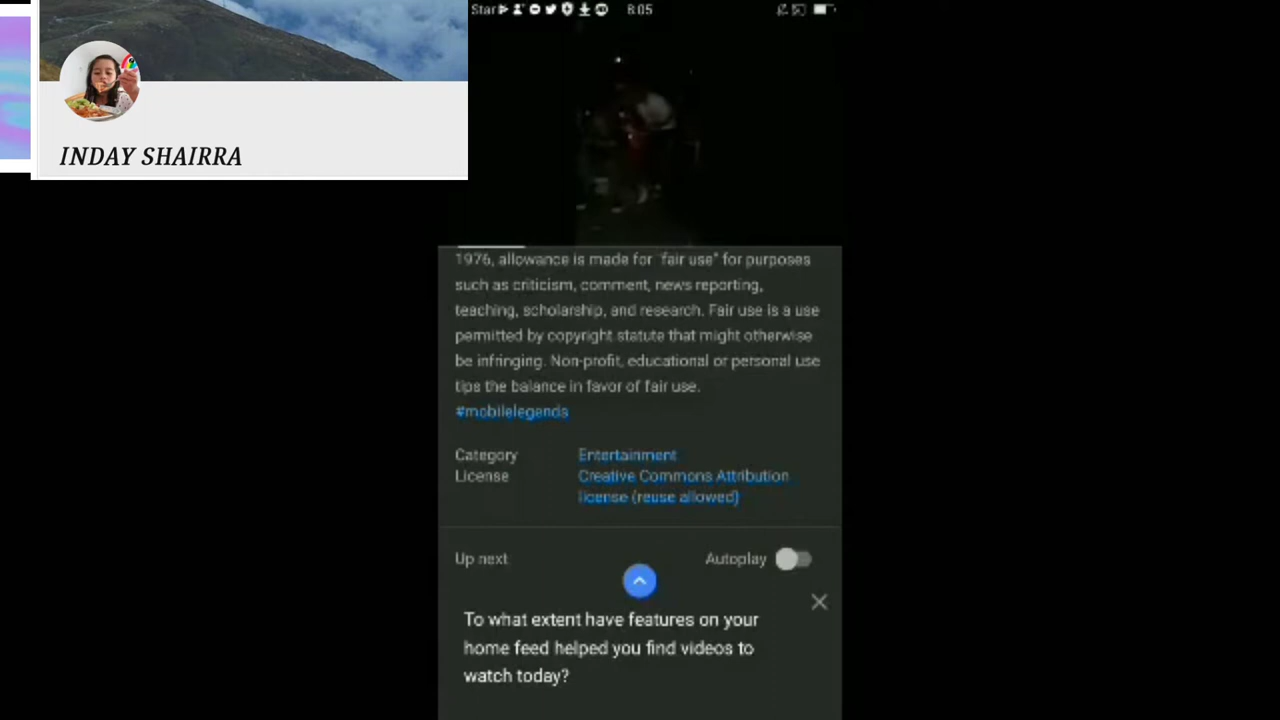 Star
8:05
INDAY SHAIRRA
1976, allowance is made for "fair use" for purposes
such as criticism, comment, news reporting,
teaching, scholarship, and research. Fair use is a use
permitted by copyright statute that might otherwise
be infringing. Non-profit, educational or personal use
tips the balance in favor of fair use.
#mobilelegends
Category Entertainment
License Creative Commons Attribution
license (reuse allowed)
Up next Autoplay
To what extent have features on your
home feed helped you find videos to
watch today?